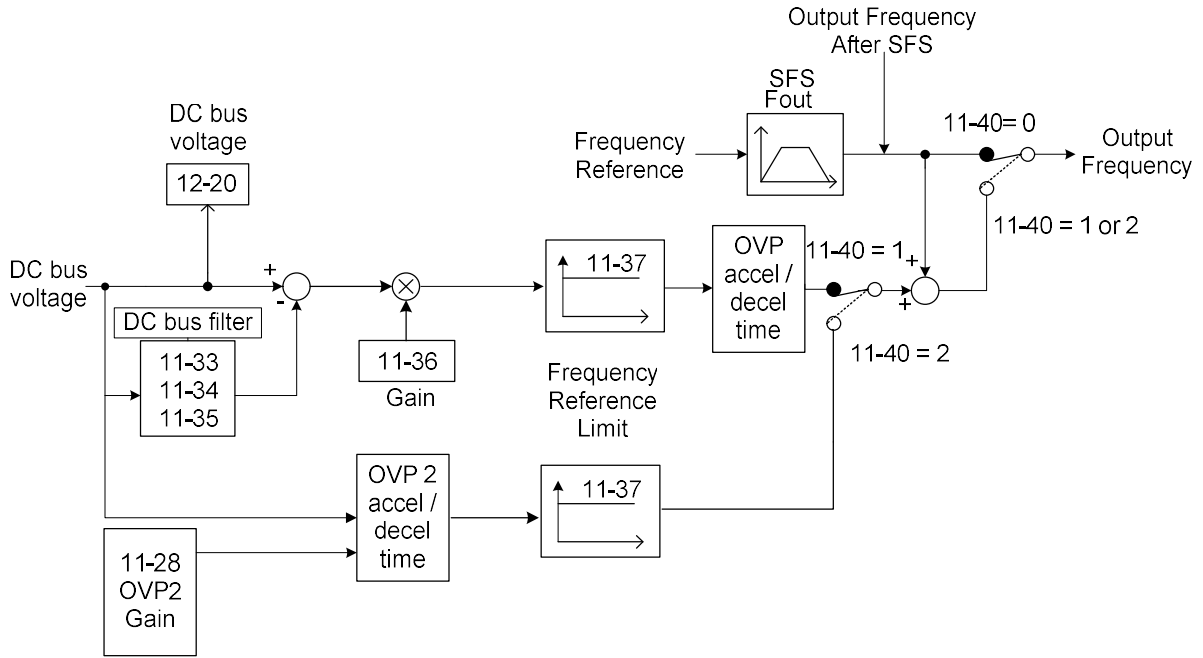 Output Frequency
After SFS
SFS
Fout
11-40= 0
Frequency
Reference
Output
Frequency
DC bus
voltage
12-20
11-40 = 1 or 2
DC bus
voltage
+
-
11-37
OVP
accel /
decel
time
11-40 = 1
+
+
11-40 = 2
DC bus filter
11-33
11-34
11-35
11-36
Gain
Frequency
Reference
Limit
OVP 2
accel /
decel
time
11-37
11-28
OVP2
Gain